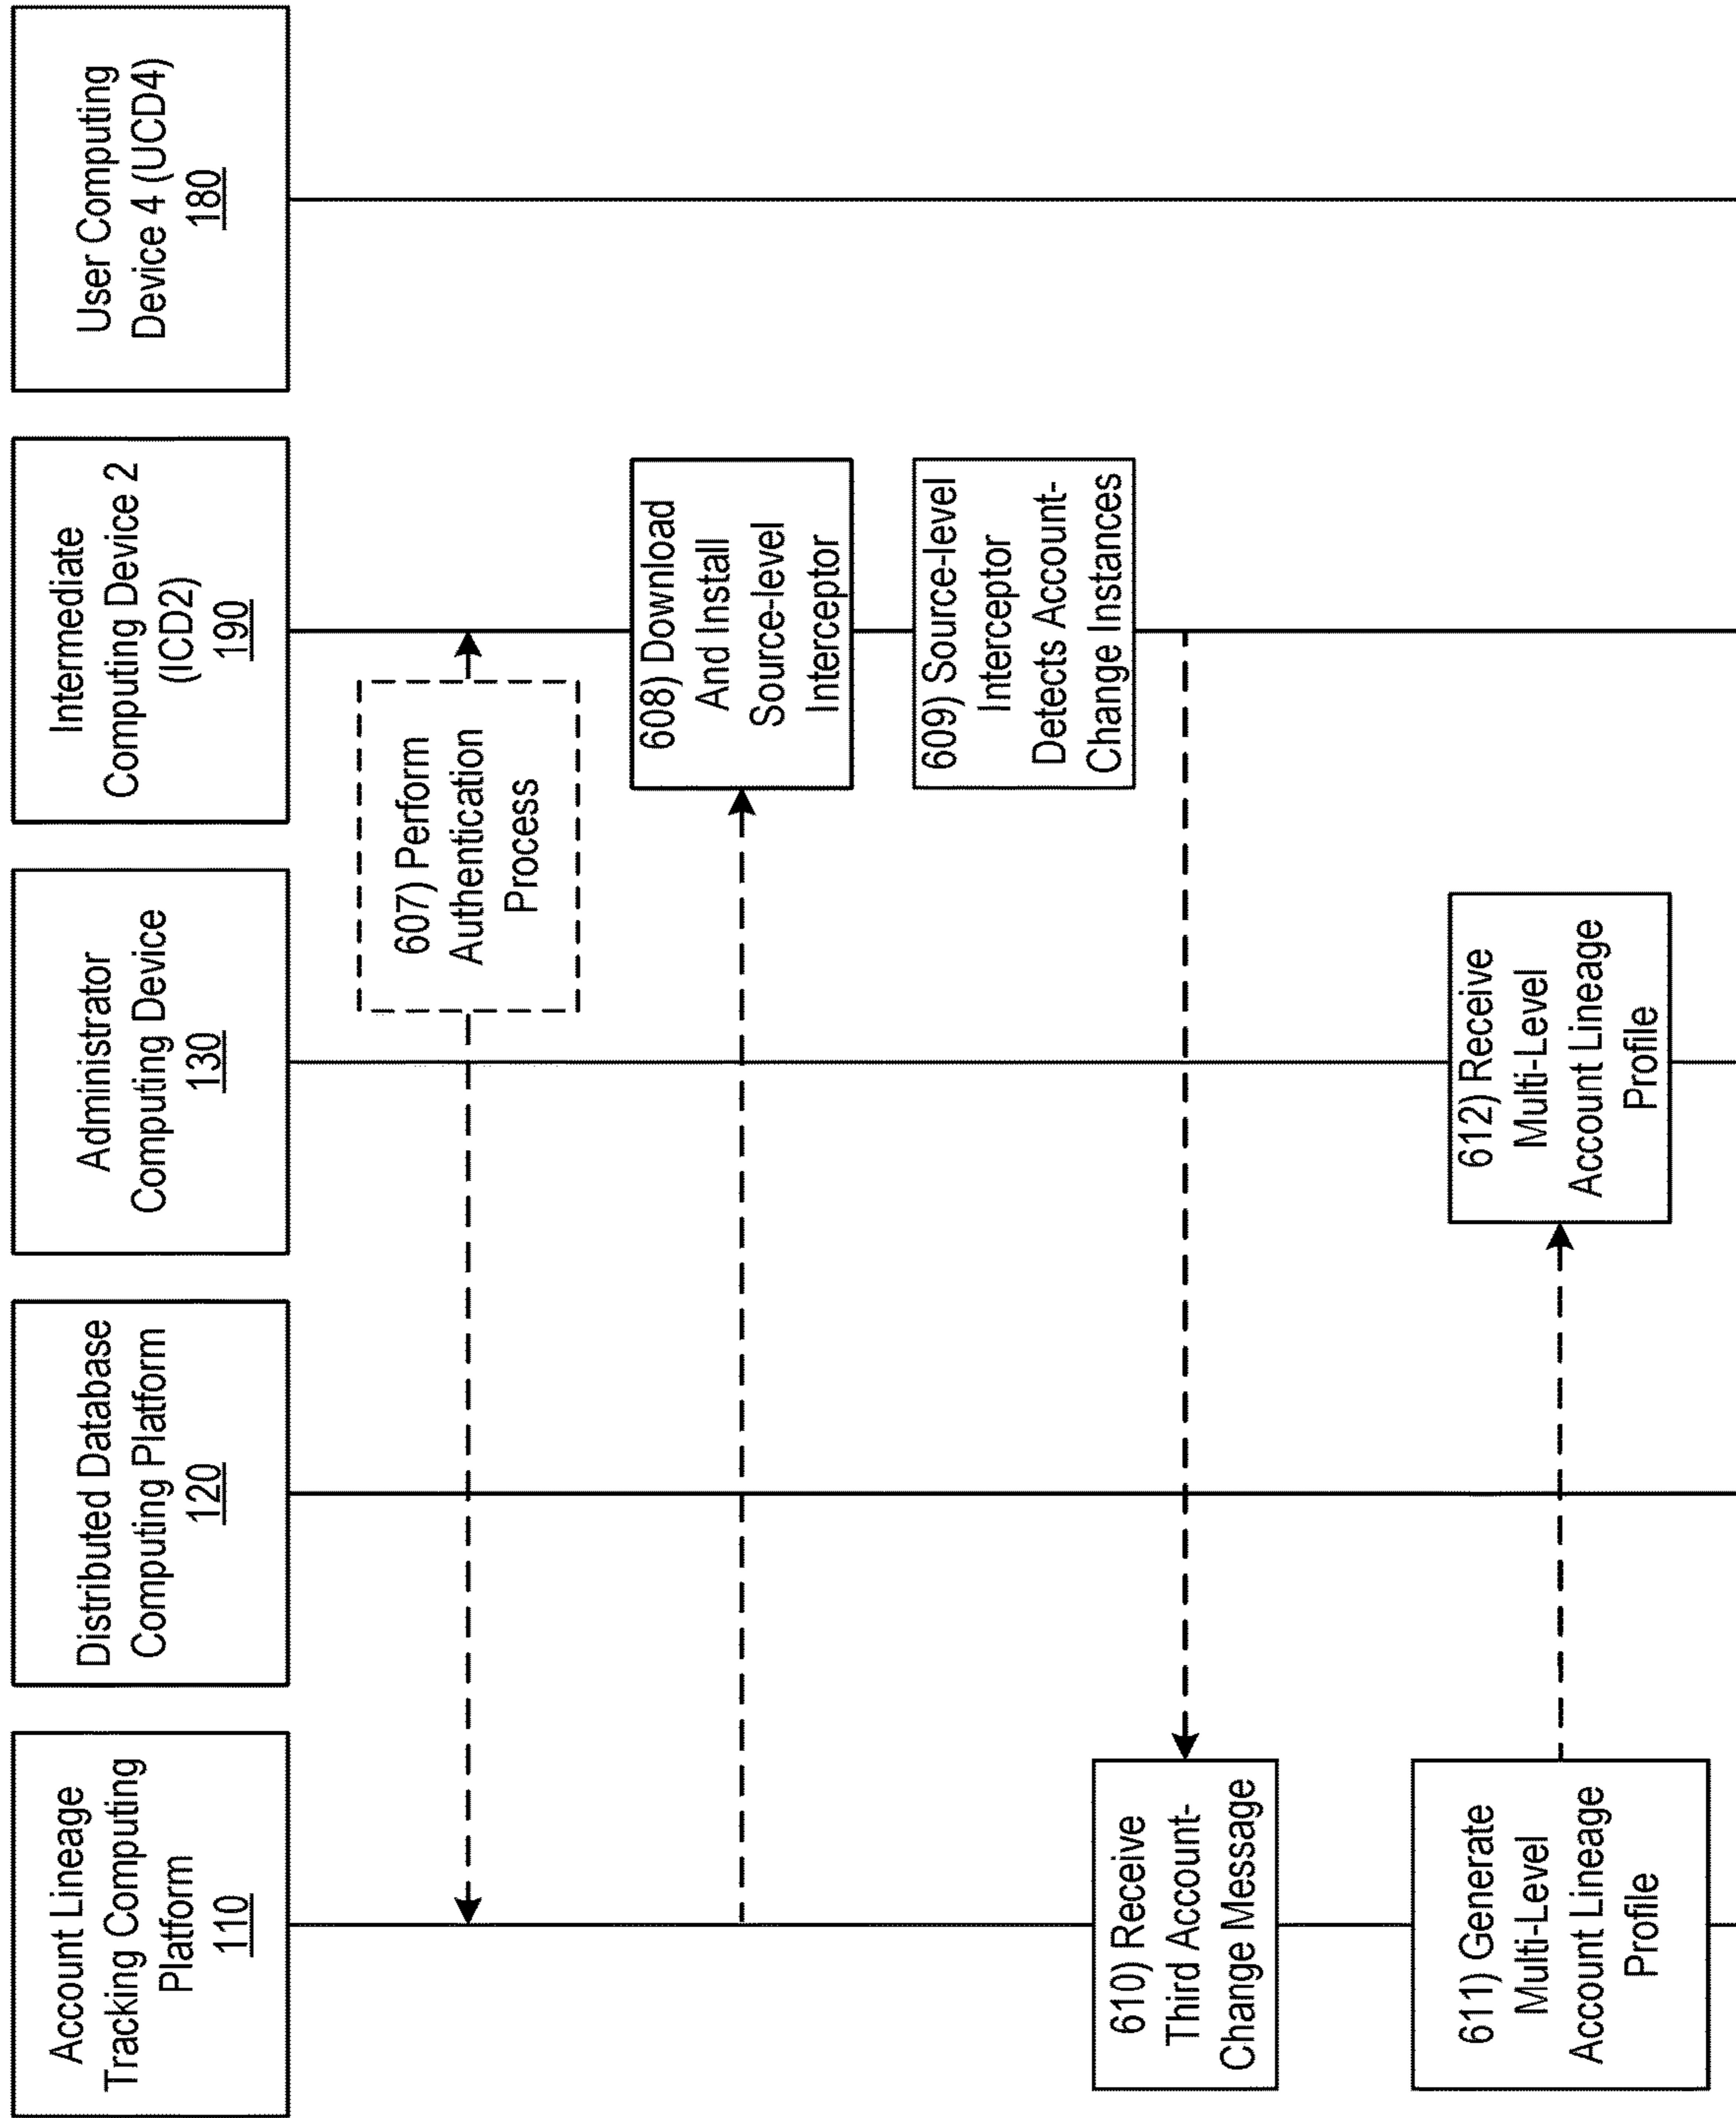 Account Lineage
Tracking Computing
Platform
110
Distributed Database
Computing Platform
120
Administrator
Computing Device
130
Intermediate
Computing Device 2
(ICD2)
190
User Computing
Device 4 (UCD4)
180
607) Perform
Authentication
Process
608) Download
And Install
Source-level
Interceptor
609) Source-level
Interceptor
Detects Account-
Change Instances
610) Receive
Third Account-
Change Message
611) Generate
Multi-Level
Account Lineage
Profile
612) Receive
Multi-Level
Account Lineage
Profile